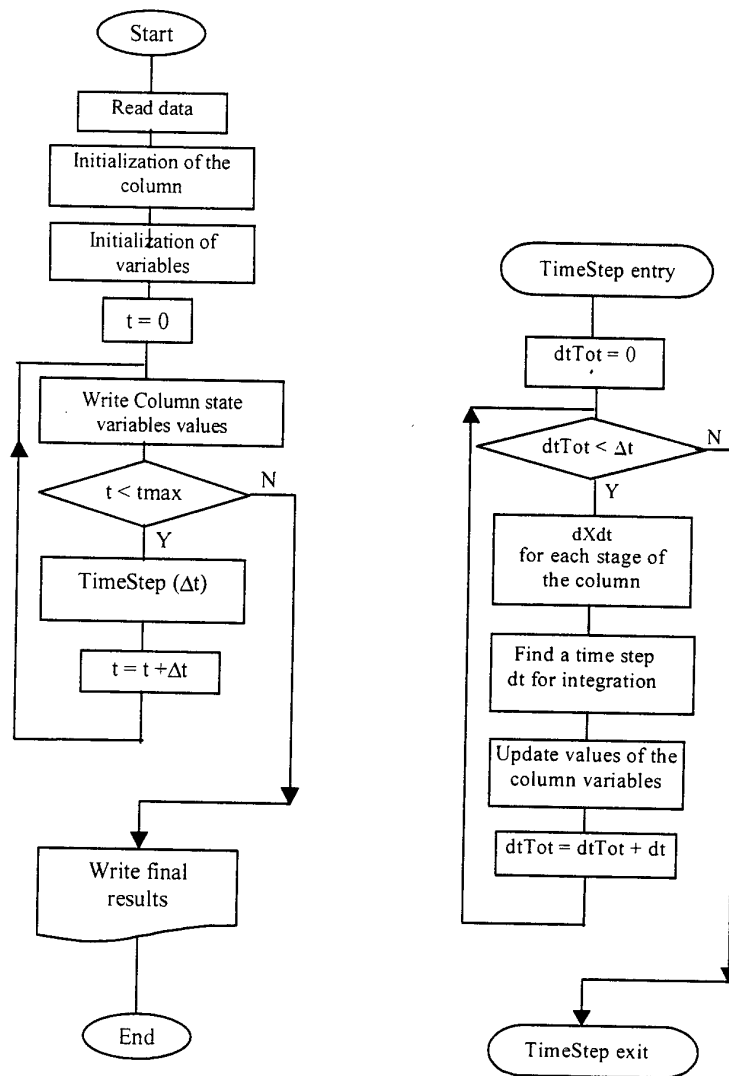 Start
Read data
Initialization of the
column
Initialization of
variables
t = 0
Write Column state
variables values
t < tmax
N
Y
TimeStep (Δt)
t = t +Δt
Write final
results
End
TimeStep entry
dtTot = 0
dtTot < Δt
N
Y
dXdt
for each stage of
the column
Find a time step
dt for integration
Update values of the
column variables
dtTot = dtTot + dt
TimeStep exit